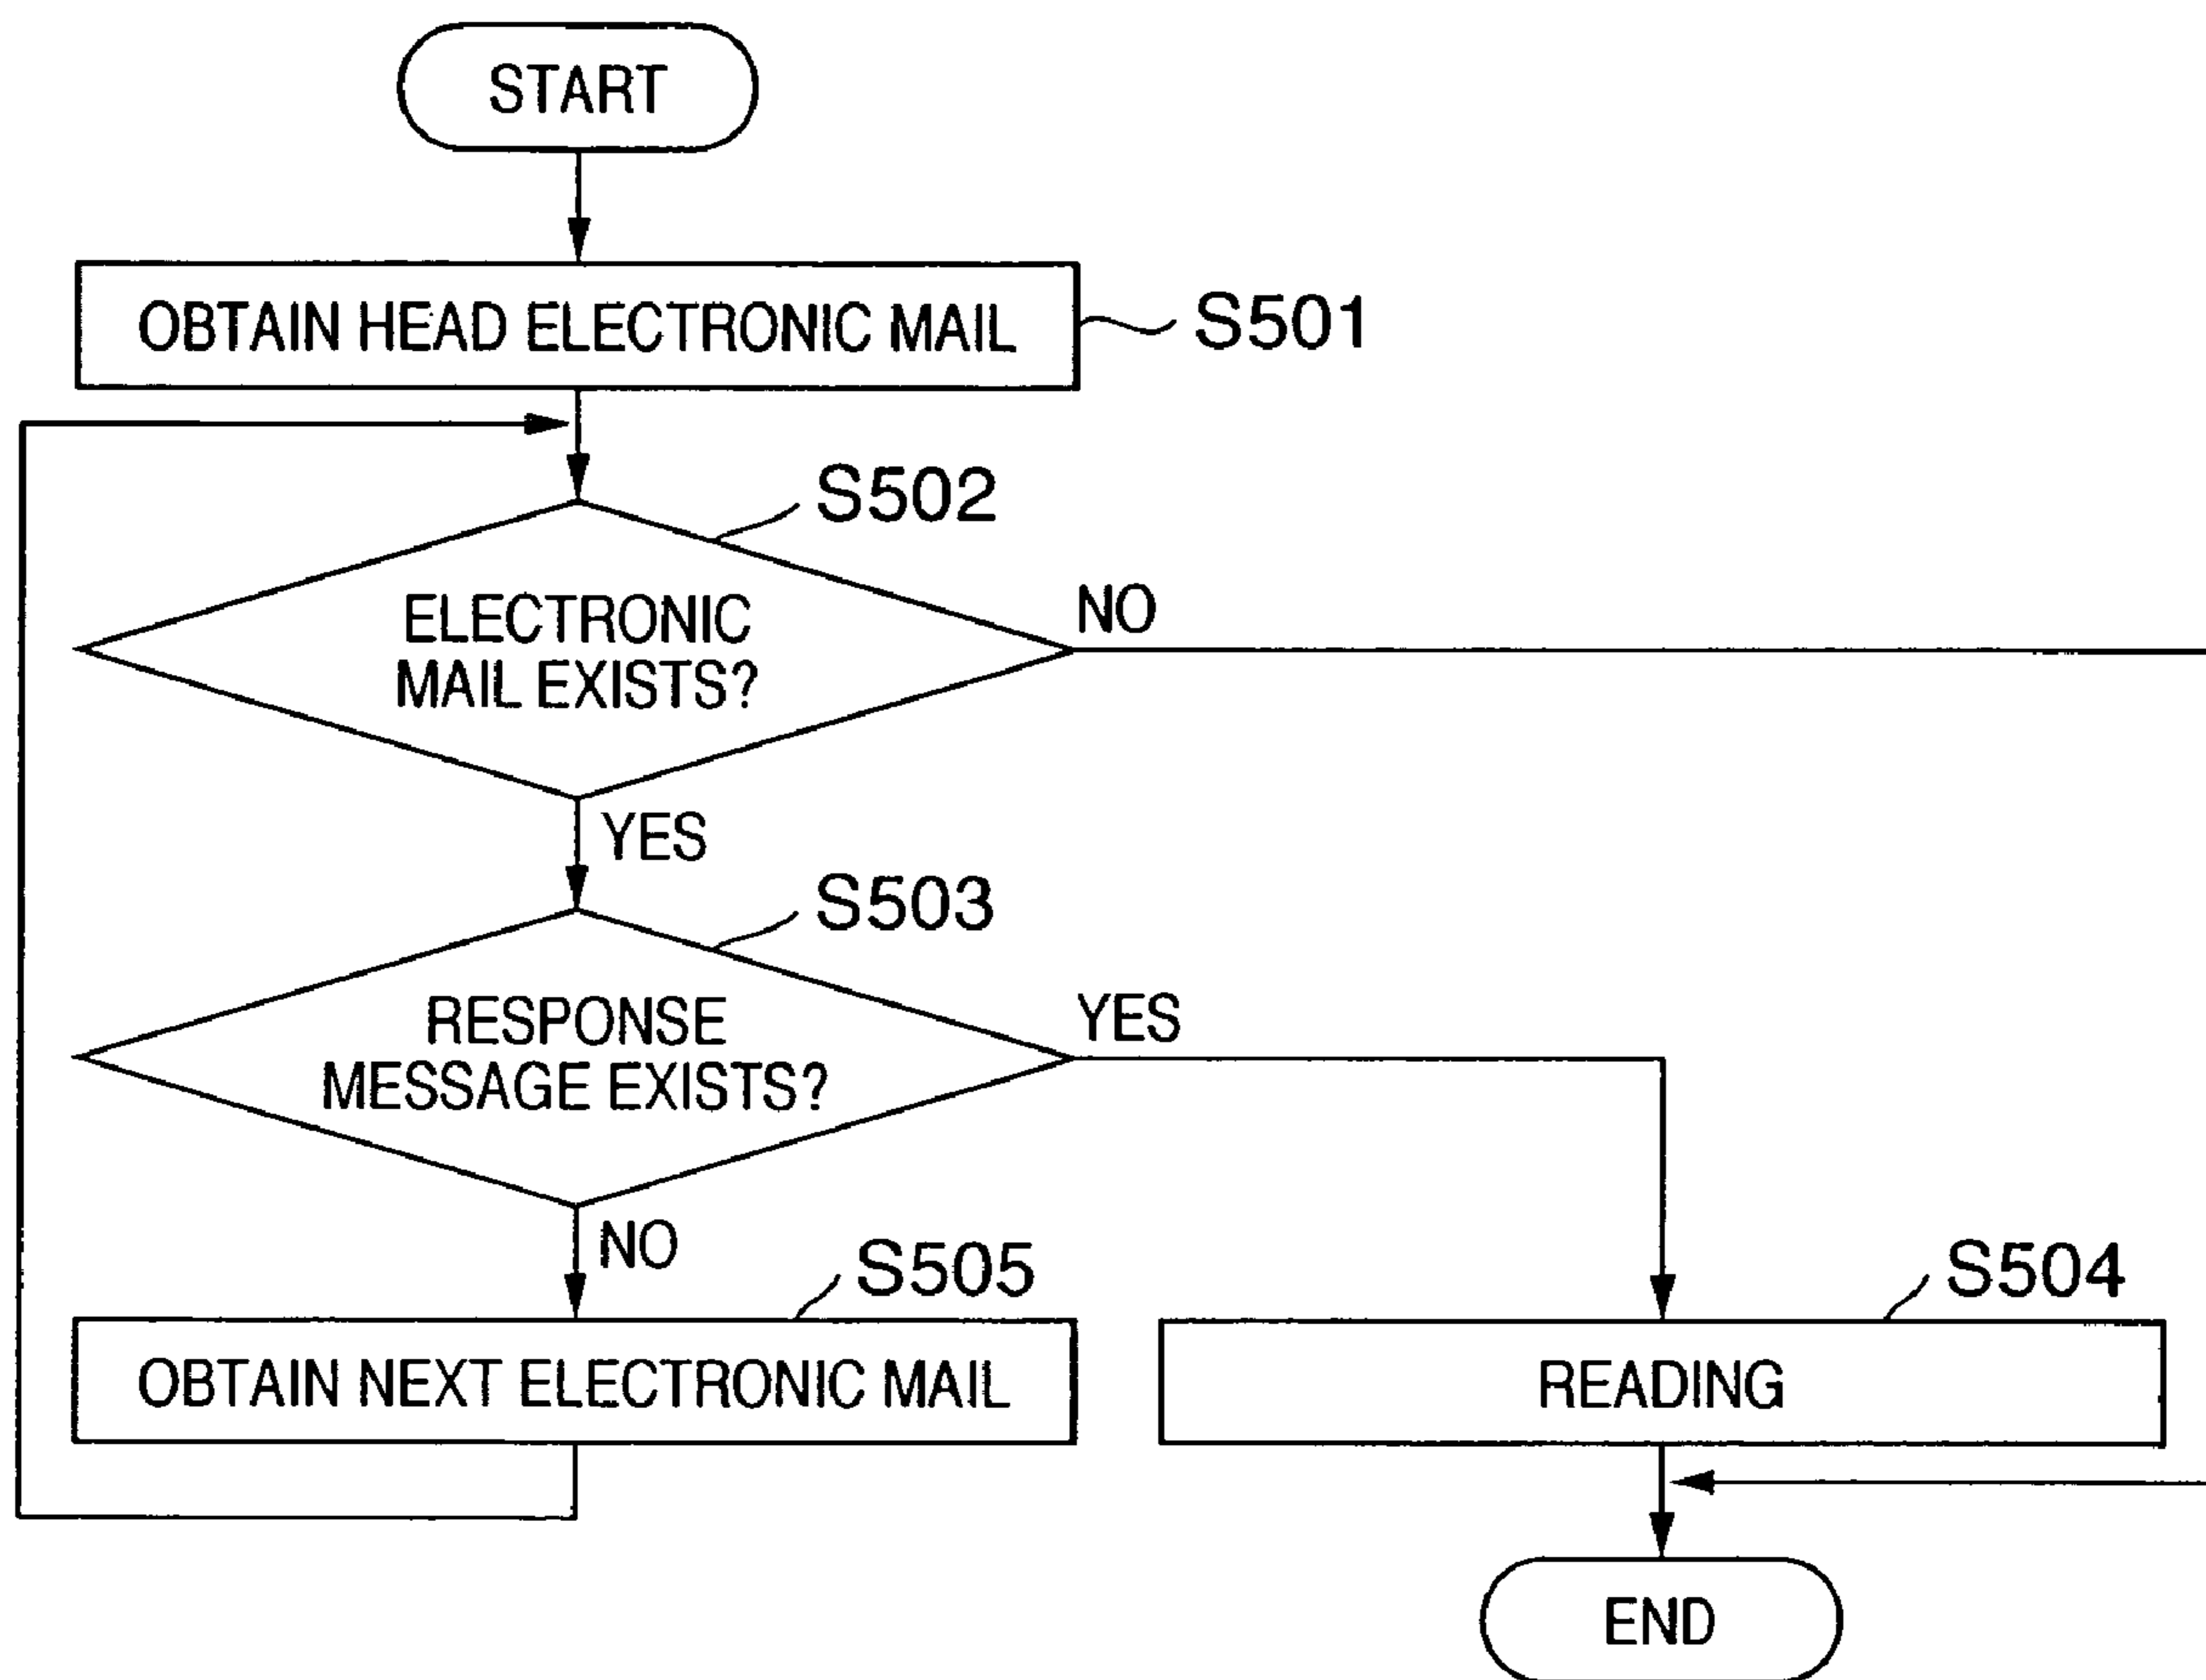 START
OBTAIN HEAD ELECTRONIC MAIL
S501
S502
ELECTRONIC
MAIL EXISTS?
NO
YES
S503
RESPONSE
MESSAGE EXISTS?
YES
NO
S505
OBTAIN NEXT ELECTRONIC MAIL
S504
READING
END